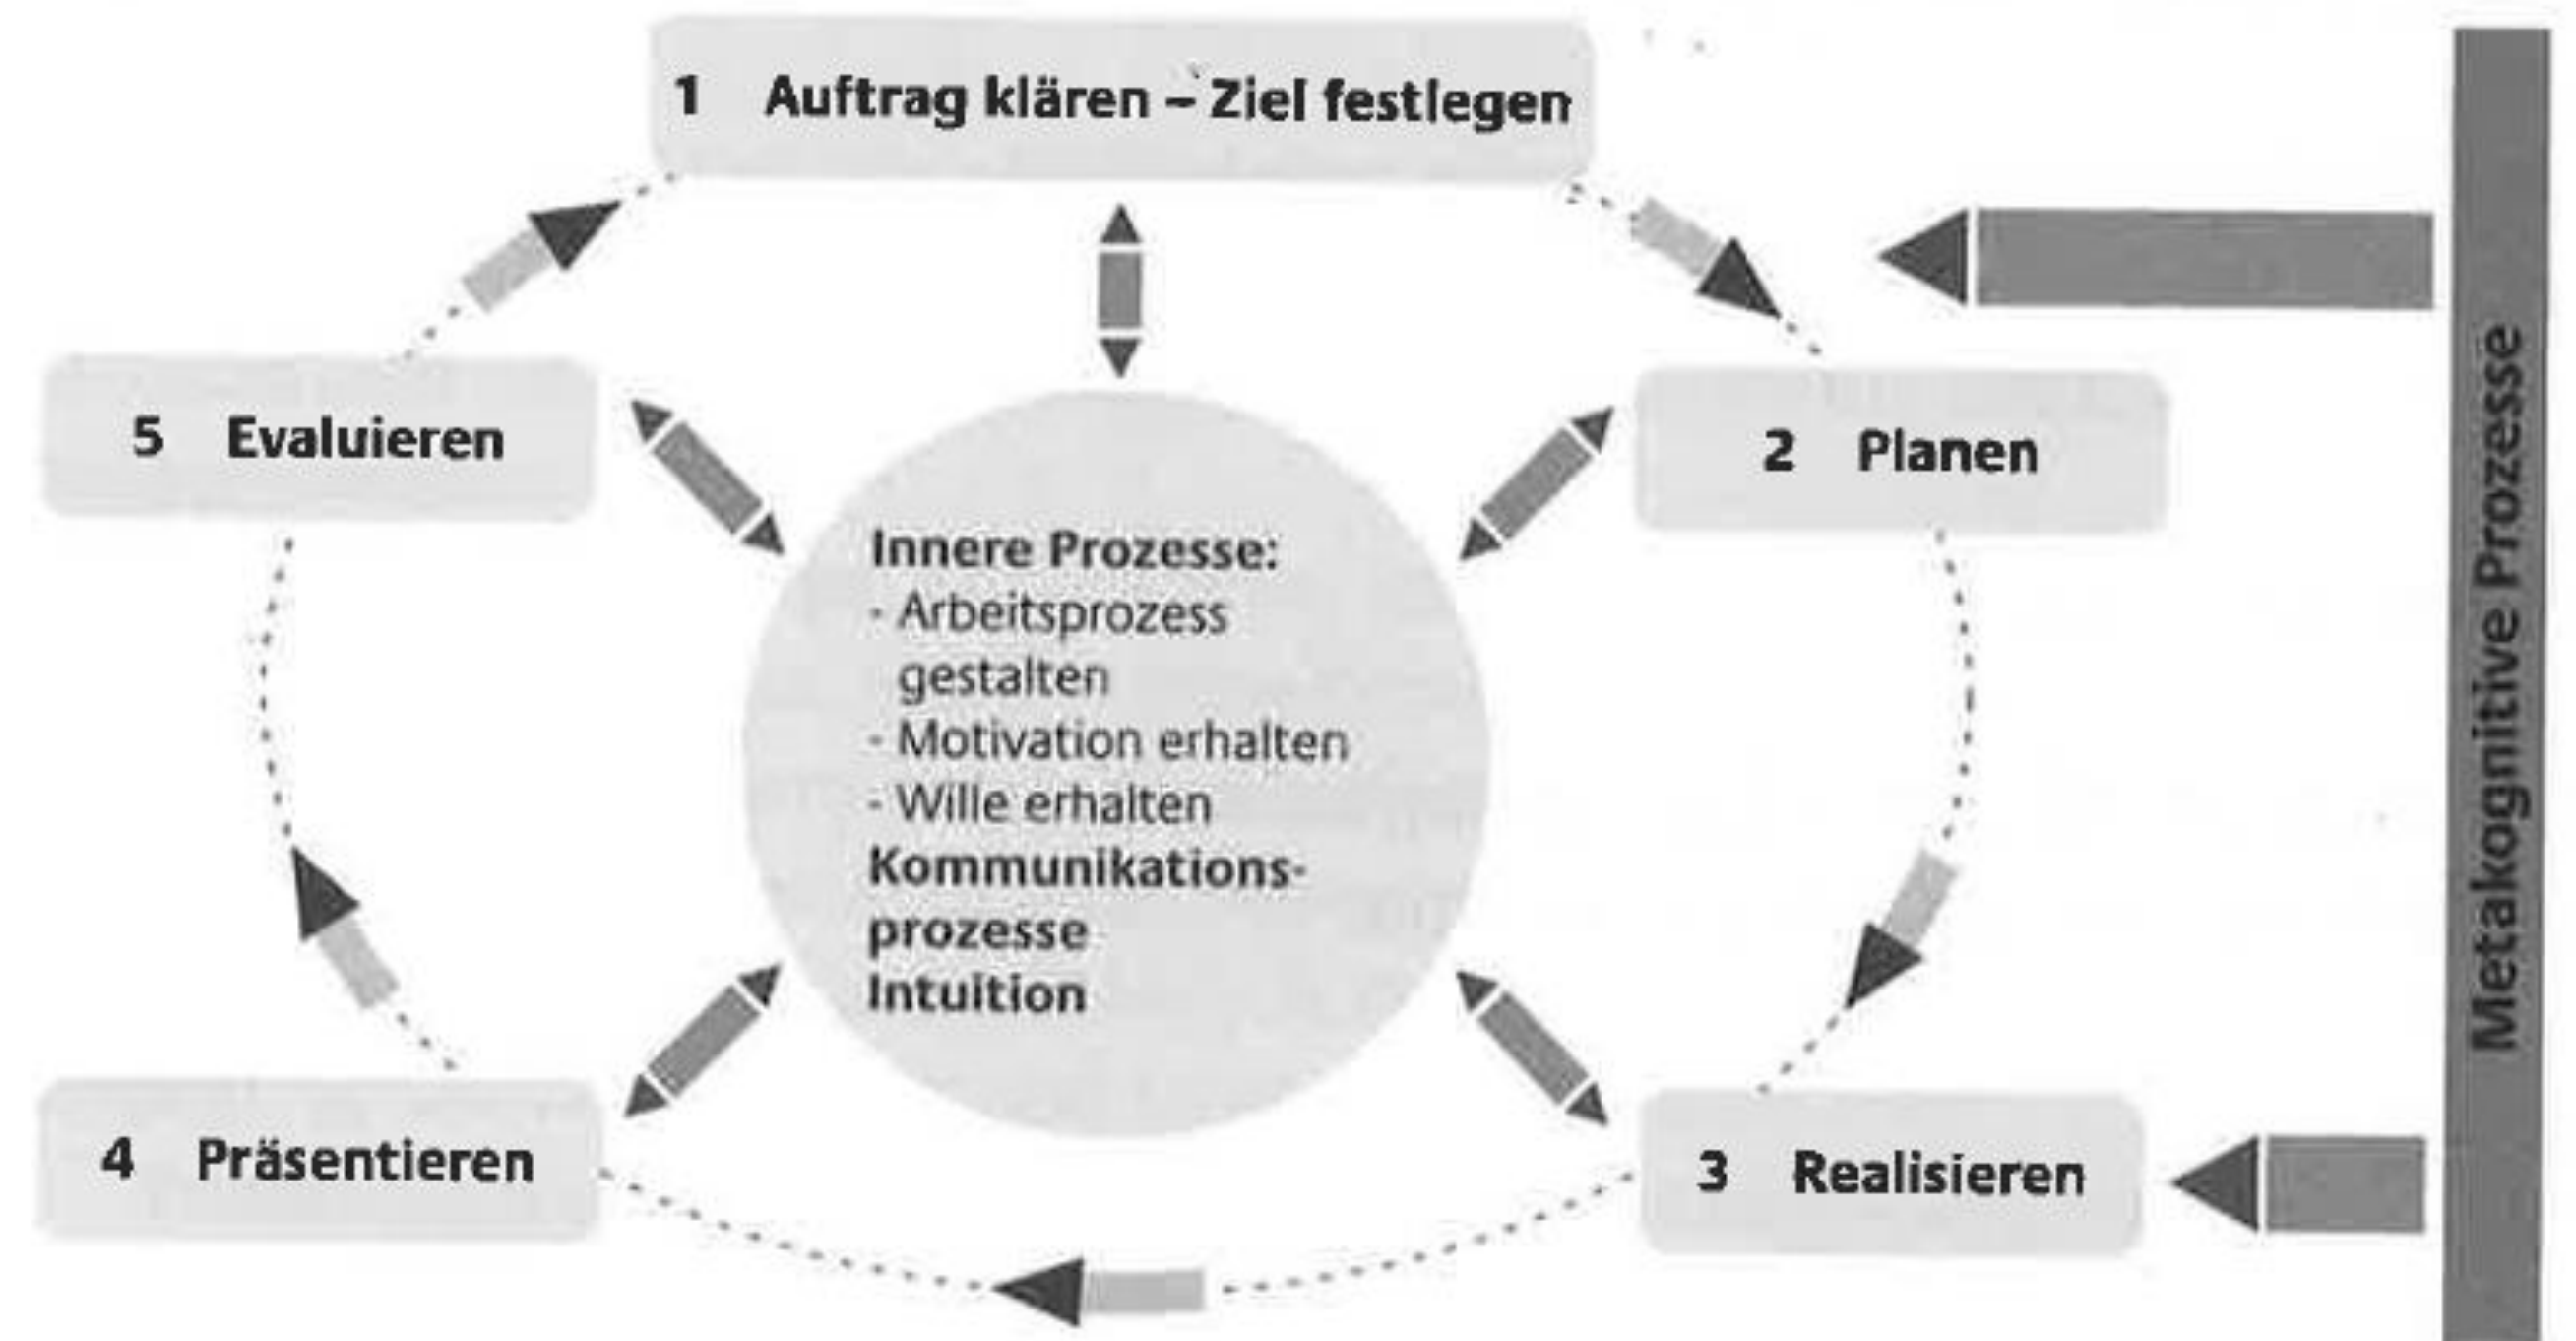 1 Auftrag klären – Ziel festlegen
5 Evaluieren
2 Planen
Innere Prozesse:
- Arbeitsprozess
gestalten
- Motivation erhalten
- Wille erhalten
Kommunikations-
prozesse
Intuition
4 Präsentieren
3 Realisieren
Metakognitive Prozesse